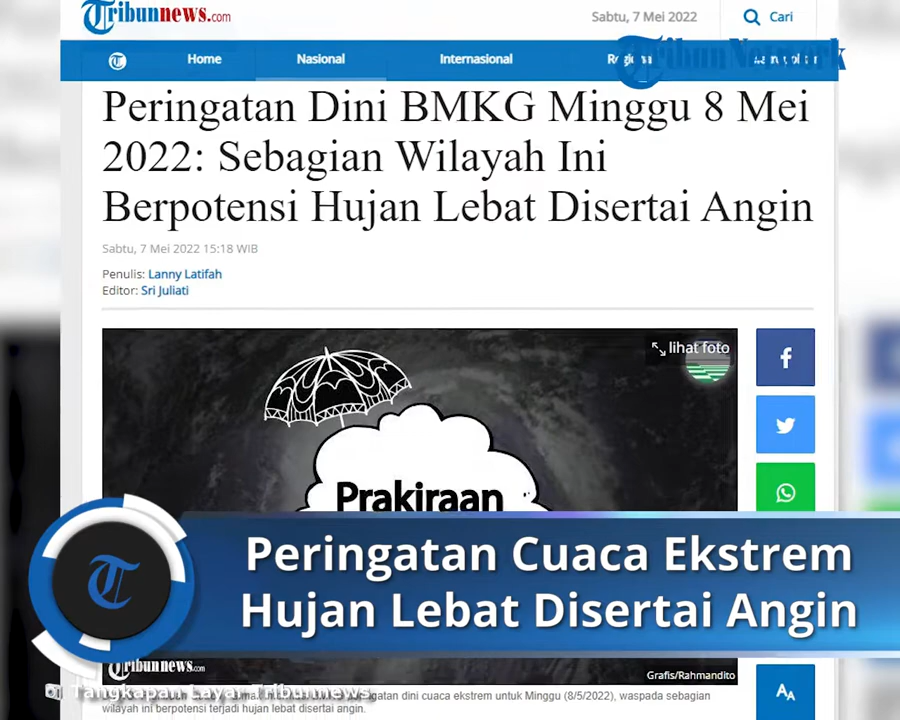 Tribunnews.com
Sabtu, 7 Mei 2022
Cari
Tribun Network
Home
Nasional
Internasional
Peringatan Dini BMKG Minggu 8 Mei
2022: Sebagian Wilayah Ini
Berpotensi Hujan Lebat Disertai Angin
Sabtu, 7 Mei 2022 15:18 WIB
Penulis: Lanny Latifah
Editor: Sri Juliati
lihat foto
Prakiraan
Peringatan Cuaca Ekstrem
Hujan Lebat Disertai Angin
Tribunnews.com
Grafis/Rahmandito
Tangkapan Layar Tribunnews
gatan dini cuaca ekstrem untuk Minggu (8/5/2022), waspada sebagian
wilayah ini berpotensi terjadi hujan lebat disertai angin.
AA